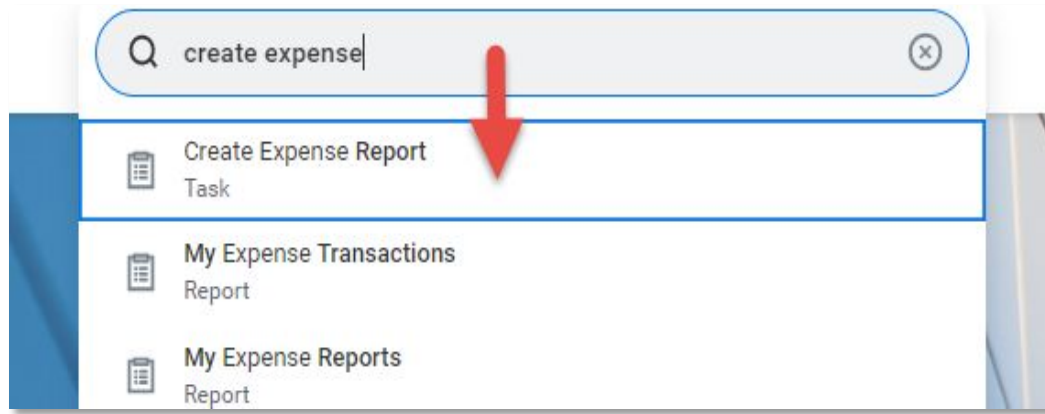 create expense
Create Expense Report
Task
My Expense Transactions
Report
My Expense Reports
Report